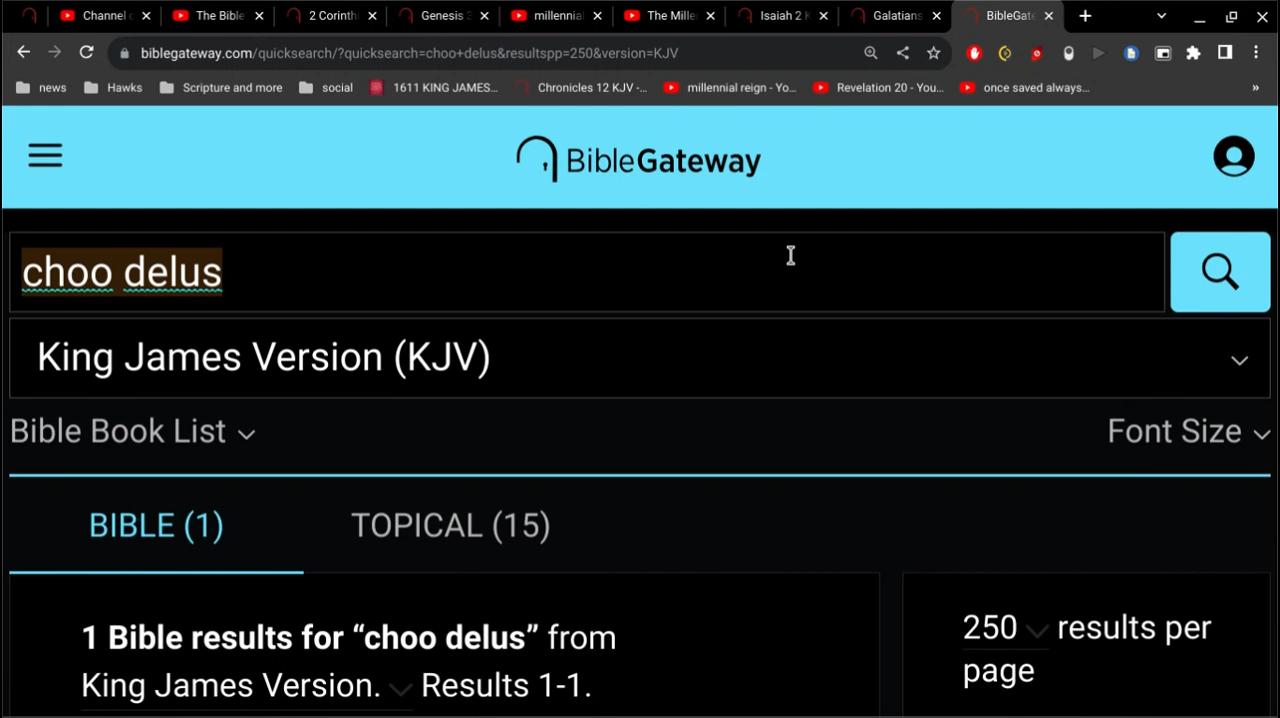 Channel
The Bible
2 Corinth
Genesis 3
millennia
The Mille
Isaiah 2 K
Galatians
BibleGate
biblegateway.com/quicksearch/?quicksearch=choo+delus&resultspp=250&version=KJV
news
Hawks
Scripture and more
social
1611 KING JAMES...
Chronicles 12 KJV -...
millennial reign - Yo...
Revelation 20 - You...
once saved always...
»
BibleGateway
choo delus
King James Version (KJV)
Bible Book List
Font Size
BIBLE (1)
TOPICAL (15)
1 Bible results for “choo delus” from
King James Version. Results 1-1.
250 results per
page